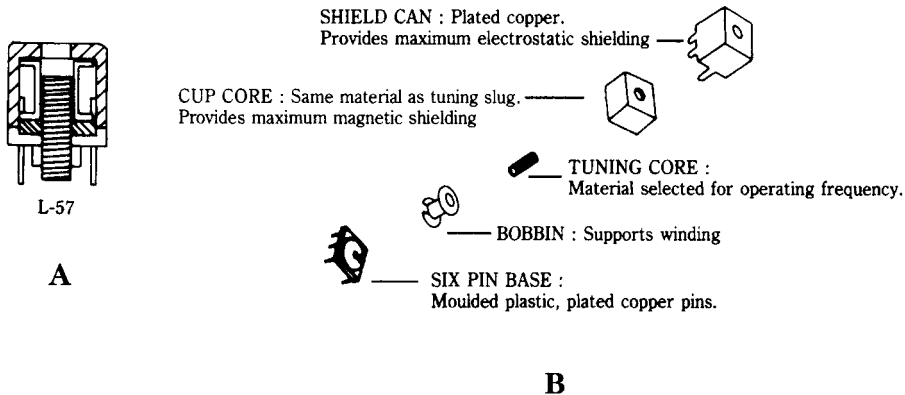 SHIELD CAN : Plated copper.
Provides maximum electrostatic shielding
CUP CORE : Same material as tuning slug.
Provides maximum magnetic shielding
TUNING CORE :
Material selected for operating frequency.
L-57
BOBBIN : Supports winding
A
SIX PIN BASE :
Moulded plastic, plated copper pins.
B